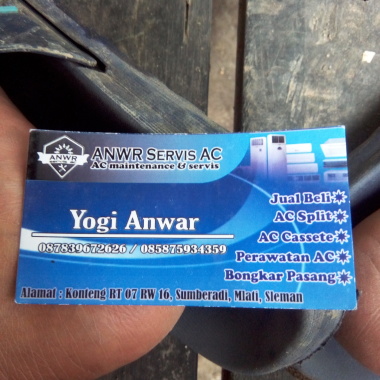 ANWR
ANWR SERVIS AC
AC maintenance & servis
Yogi Anwar
087839672626 / 085875934359
Jual Beli
AC Split
AC Cassete
Perawatan AC
Bongkar Pasang
Alamat : Konteng RT 07 RW 16, Sumberadi, Mlati, Sleman